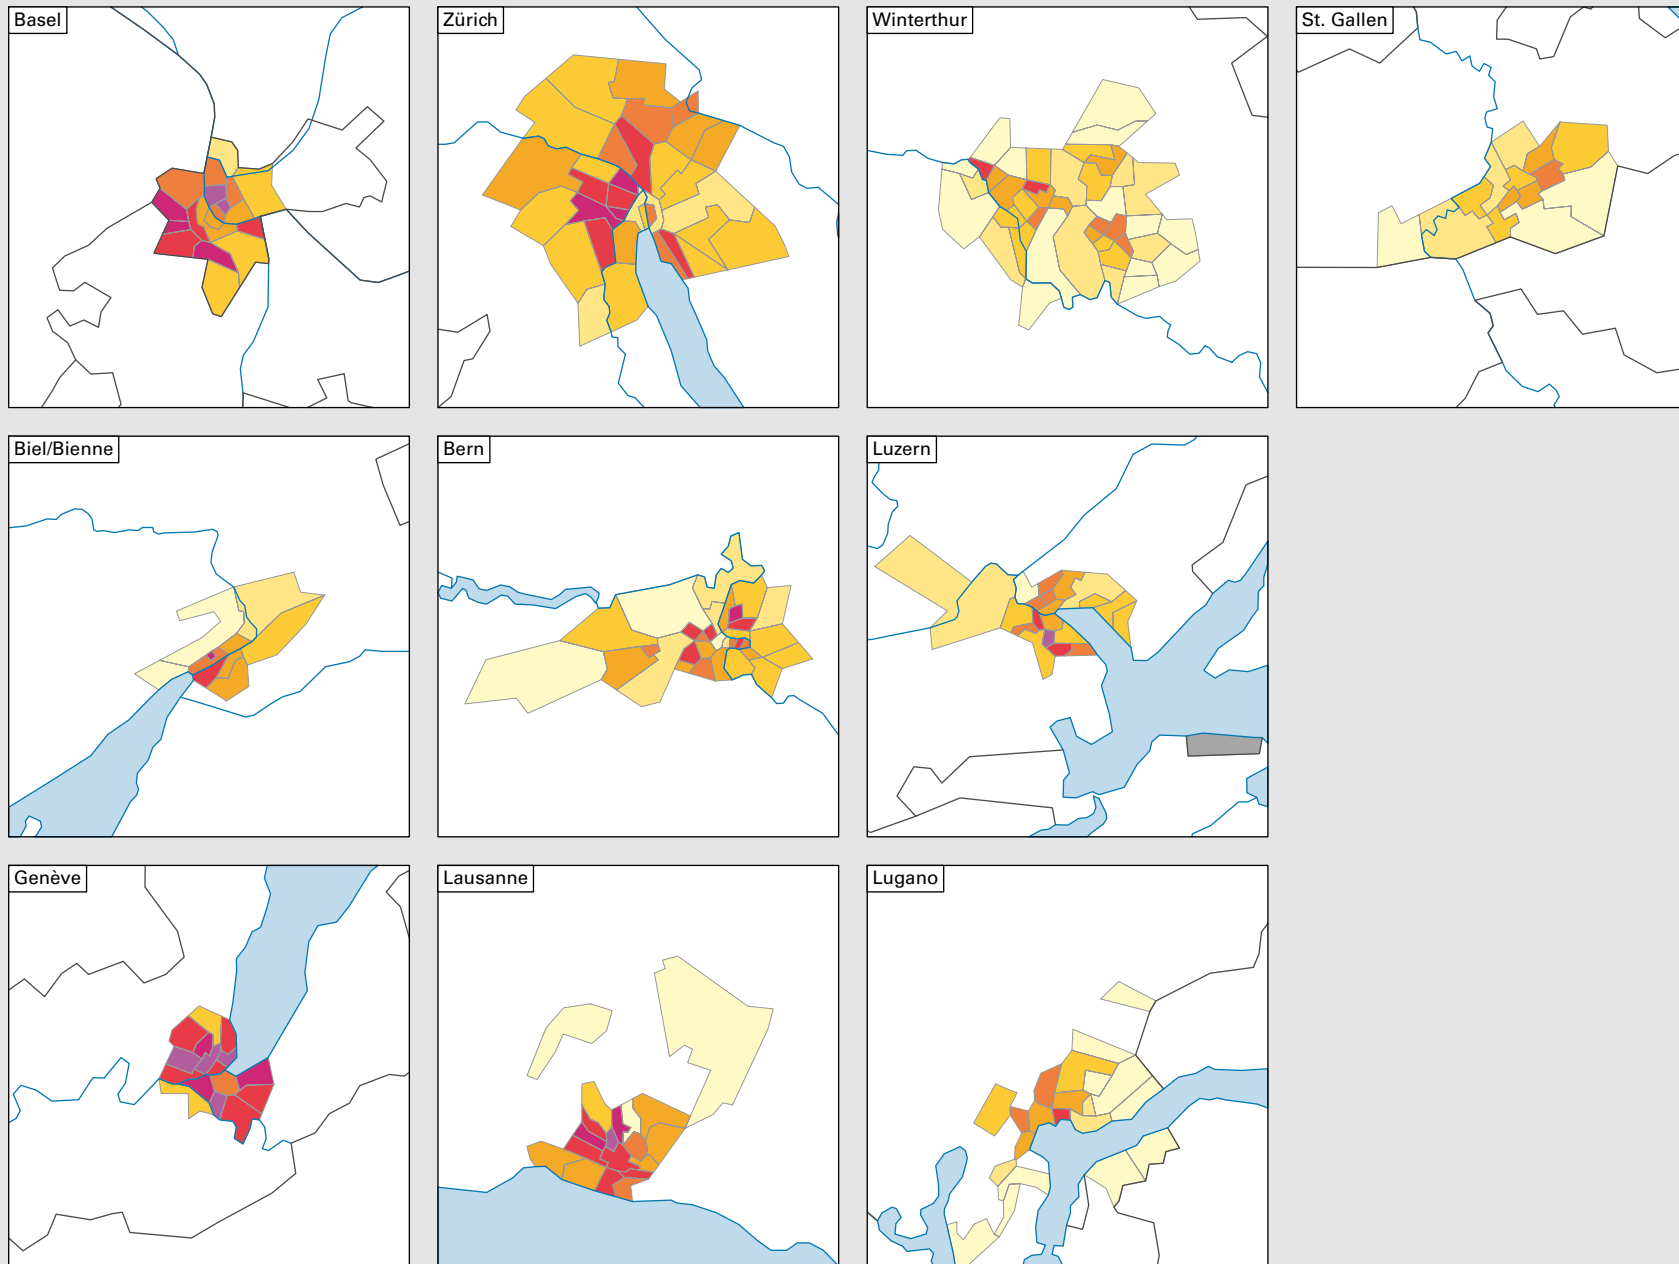 Basel
Zürich
Winterthur
St. Gallen
Biel/Bienne
Bern
Luzern
Genève
Lausanne
Lugano